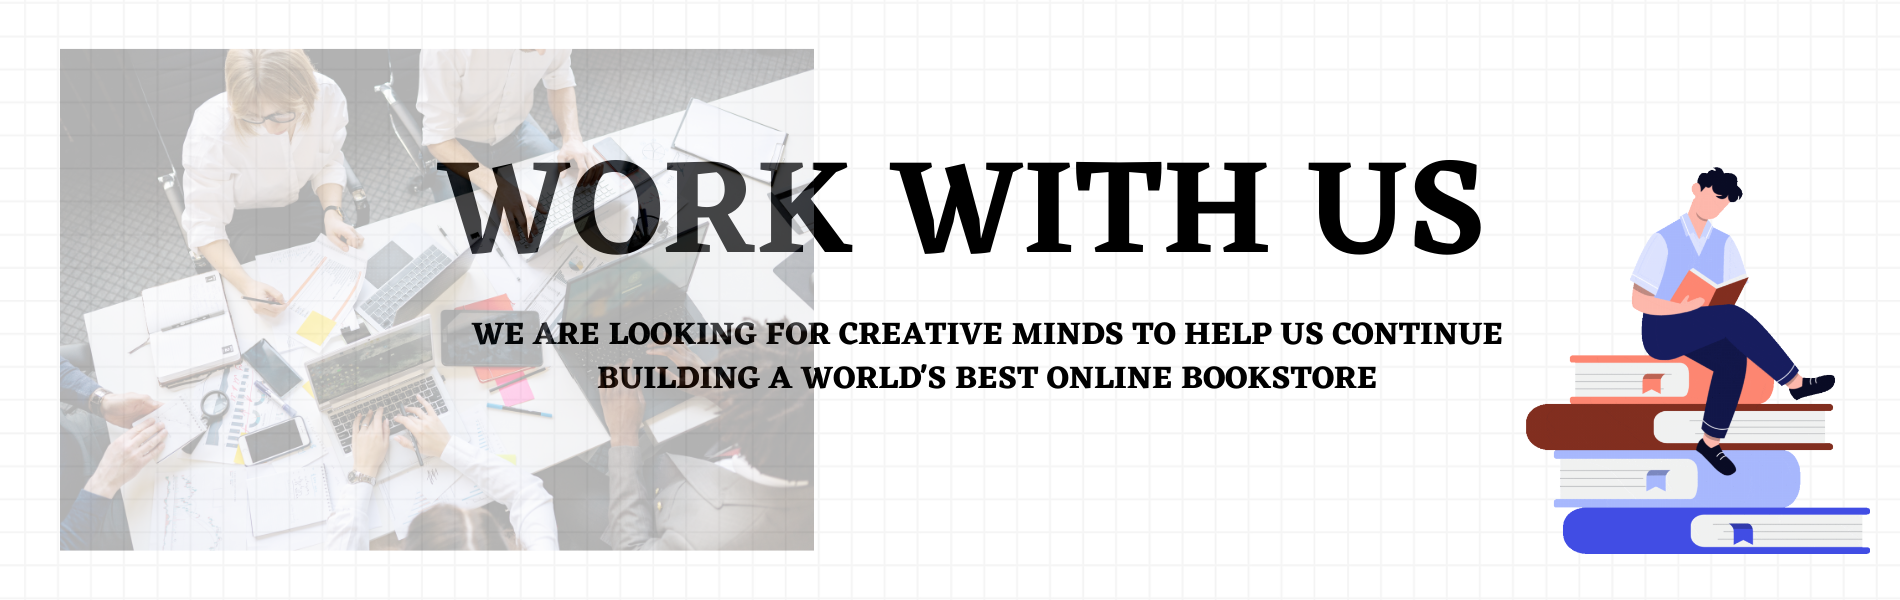 WORK WITH US
WE ARE LOOKING FOR CREATIVE MINDS TO HELP US CONTINUE
BUILDING A WORLD'S BEST ONLINE BOOKSTORE